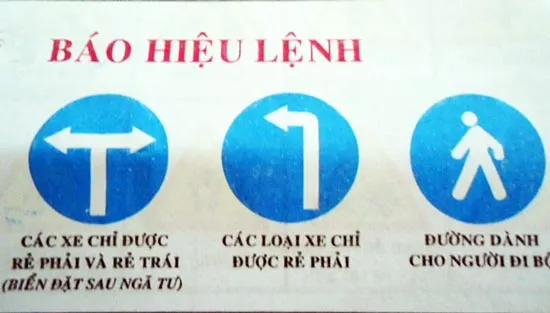 BÁO HIỆU LỆNH
CÁC XE CHỈ ĐƯỢC
RẼ PHẢI VÀ RẼ TRÁI
(BIỂN ĐẶT SAU NGÃ TƯ)
CÁC LOẠI XE CHỈ
ĐƯỢC RẼ PHẢI
ĐƯỜNG DÀNH
CHO NGƯỜI ĐI BỘ